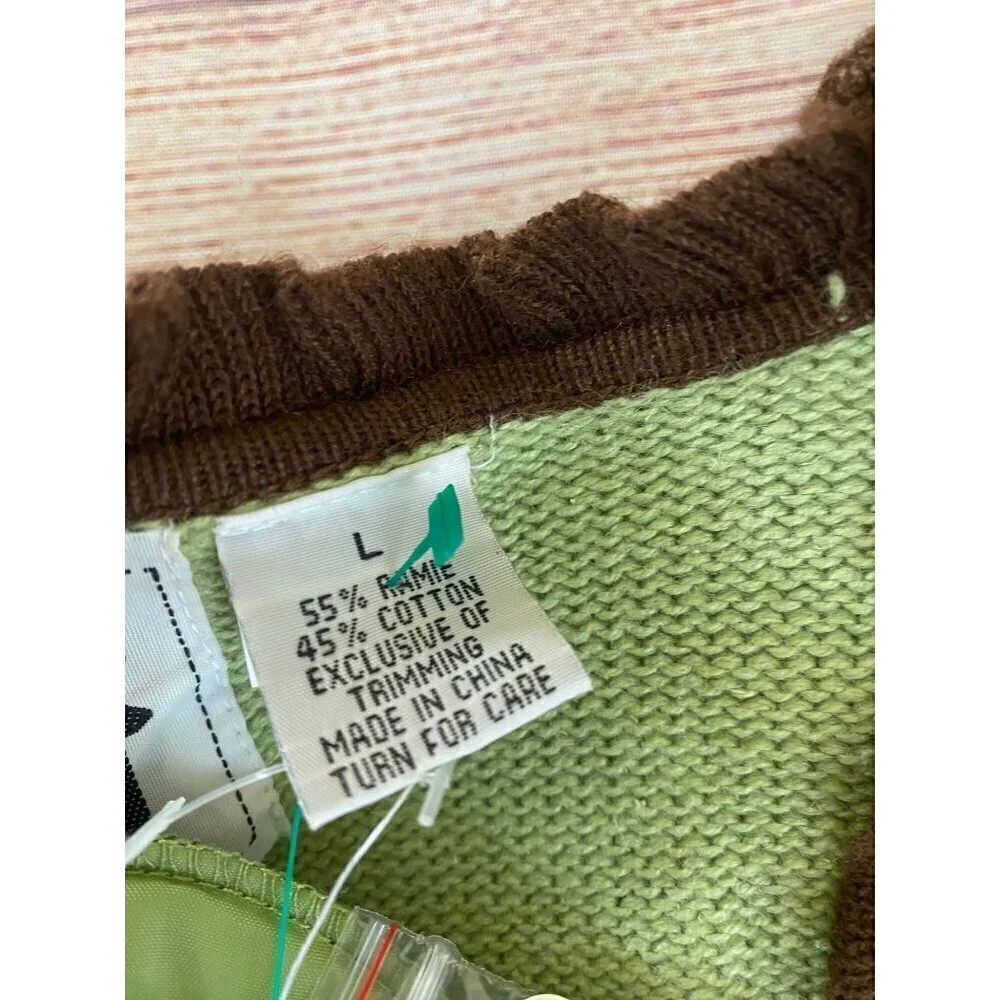 L
55% RAMIE
45% COTTON
EXCLUSIVE OF
TRIMMING
MADE IN CHINA
TURN FOR CARE